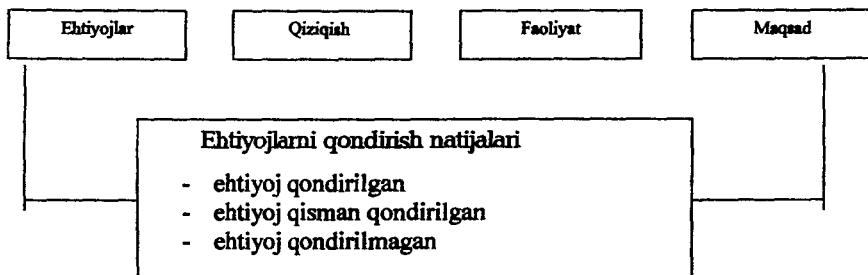 Ehtiyojlar
Qiziqish
Faoliyat
Maqsad
Ehtiyojlarni qondirish natijalari
- ehtiyoj qondirilgan
- ehtiyoj qisman qondirilgan
- ehtiyoj qondirilmagan